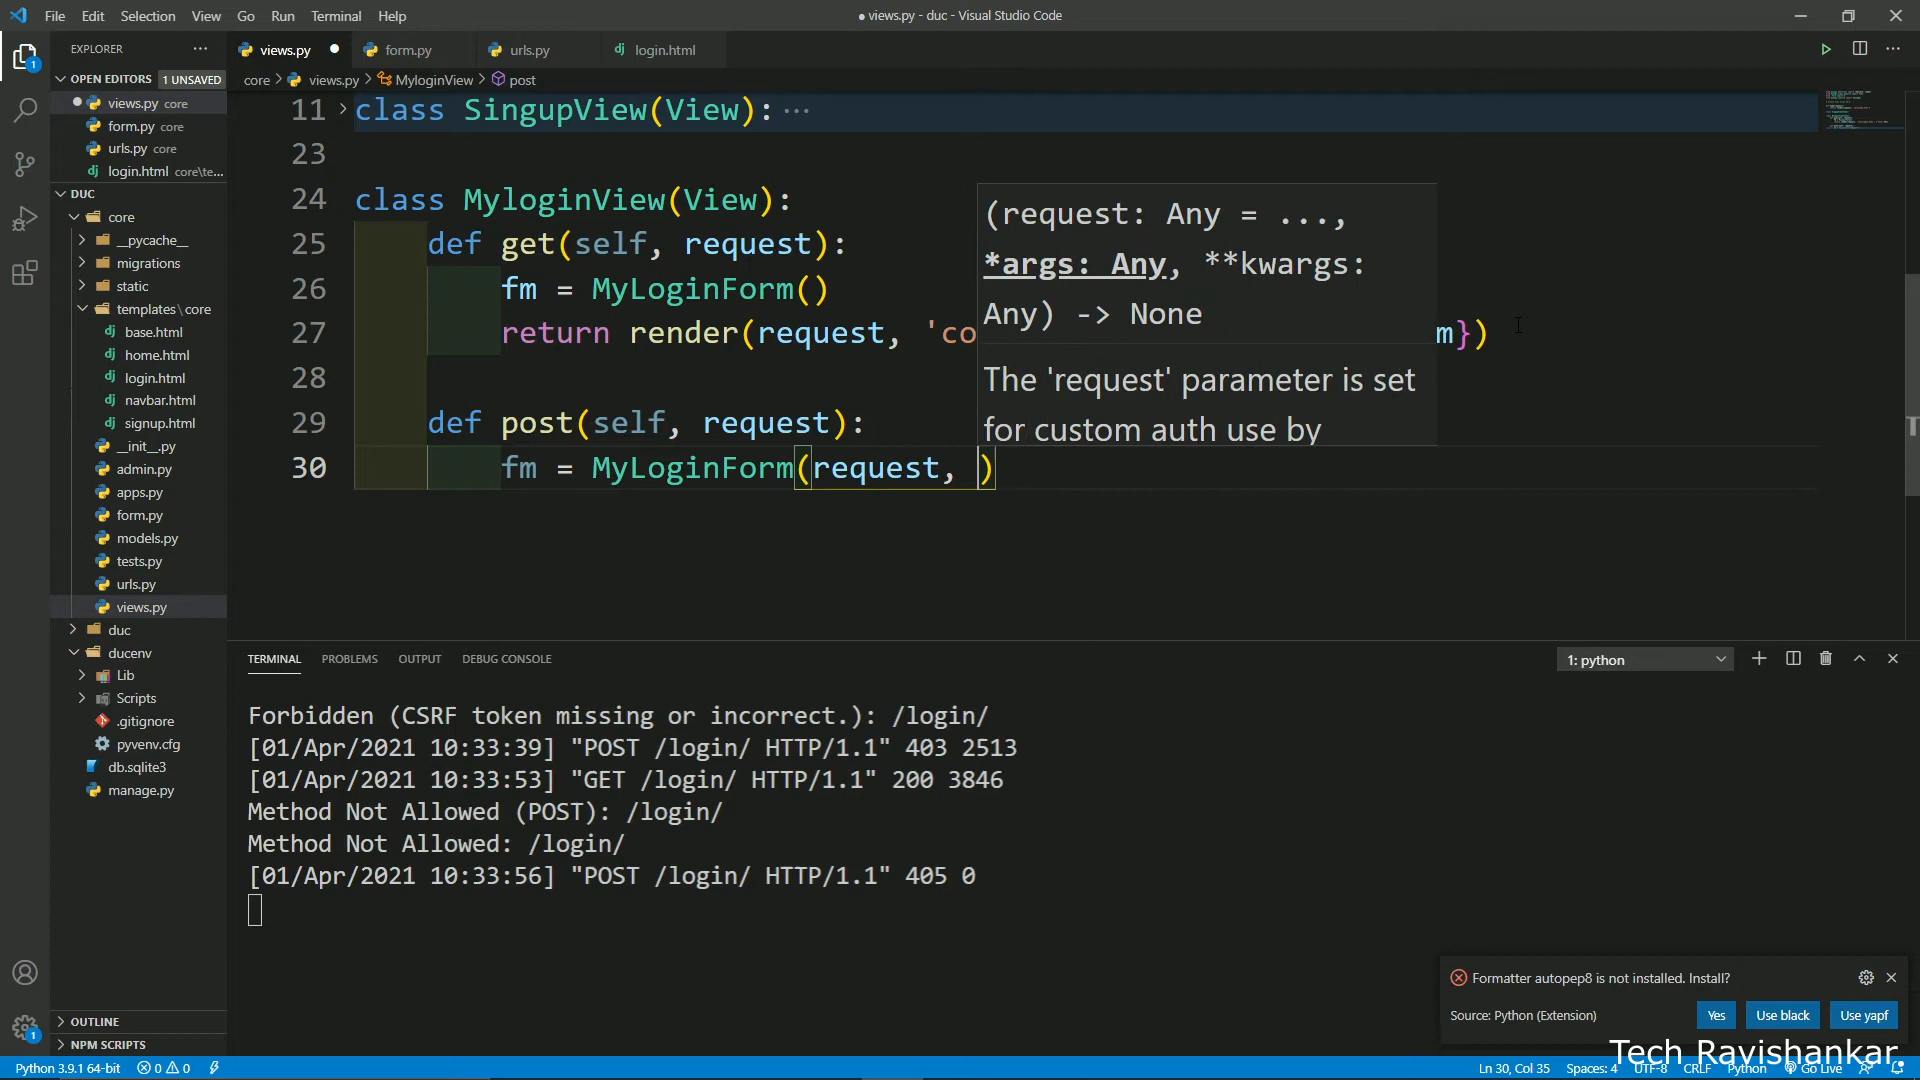 File Edit Selection View Go Run Terminal Help
● views.py - duc - Visual Studio Code
EXPLORER
views.py
form.py
urls.py
login.html
OPEN EDITORS 1 UNSAVED
core > views.py > MyloginView > post
views.py core
form.py core
urls.py core
login.html core\te...
DUC
core
__pycache__
migrations
static
templates\core
base.html
home.html
login.html
navbar.html
signup.html
__init__.py
admin.py
apps.py
form.py
models.py
tests.py
urls.py
views.py
duc
ducenv
Lib
Scripts
.gitignore
pyvenv.cfg
db.sqlite3
manage.py
OUTLINE
NPM SCRIPTS
11 class SingupView(View):
23
24 class MyloginView(View):
25 def get(self, request):
26 fm = MyLoginForm()
27 return render(request, 'co m})
28
29 def post(self, request):
30 fm = MyLoginForm(request, )
(request: Any = ...,
*args: Any, **kwargs:
Any) -> None
The 'request' parameter is set
for custom auth use by
TERMINAL PROBLEMS OUTPUT DEBUG CONSOLE
1: python
Forbidden (CSRF token missing or incorrect.): /login/
[01/Apr/2021 10:33:39] "POST /login/ HTTP/1.1" 403 2513
[01/Apr/2021 10:33:53] "GET /login/ HTTP/1.1" 200 3846
Method Not Allowed (POST): /login/
Method Not Allowed: /login/
[01/Apr/2021 10:33:56] "POST /login/ HTTP/1.1" 405 0
Formatter autopep8 is not installed. Install?
Source: Python (Extension)
Yes Use black Use yapf
Tech Ravishankar
Python 3.9.1 64-bit 0 0
Ln 30, Col 35 Spaces: 4 UTF-8 CRLF Python Go Live